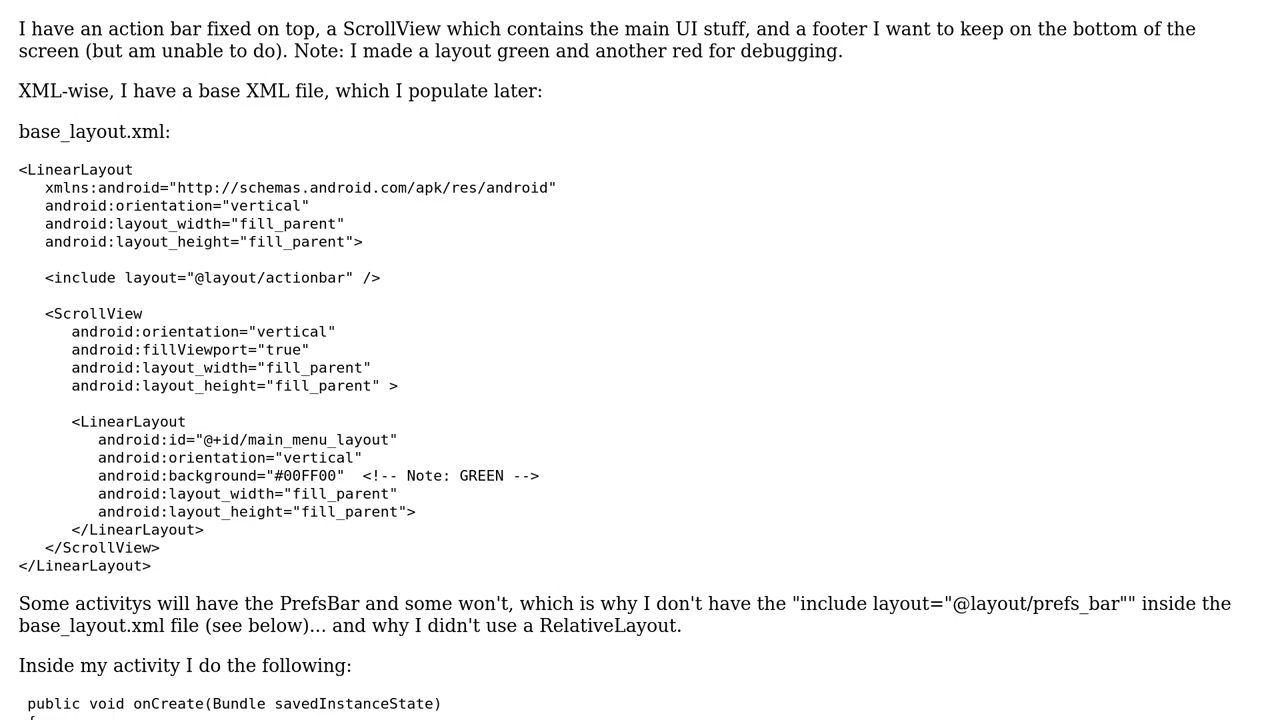 I have an action bar fixed on top, a ScrollView which contains the main UI stuff, and a footer I want to keep on the bottom of the
screen (but am unable to do). Note: I made a layout green and another red for debugging.
XML-wise, I have a base XML file, which I populate later:
base_layout.xml:
<LinearLayout
   xmlns:android="http://schemas.android.com/apk/res/android"
   android:orientation="vertical"
   android:layout_width="fill_parent"
   android:layout_height="fill_parent">
   <include layout="@layout/actionbar" />
   <ScrollView
      android:orientation="vertical"
      android:fillViewport="true"
      android:layout_width="fill_parent"
      android:layout_height="fill_parent" >
      <LinearLayout
         android:id="@+id/main_menu_layout"
         android:orientation="vertical"
         android:background="#00FF00"  <!-- Note: GREEN -->
         android:layout_width="fill_parent"
         android:layout_height="fill_parent">
      </LinearLayout>
   </ScrollView>
</LinearLayout>
Some activitys will have the PrefsBar and some won't, which is why I don't have the "include layout="@layout/prefs_bar"" inside the
base_layout.xml file (see below)... and why I didn't use a RelativeLayout.
Inside my activity I do the following:
 public void onCreate(Bundle savedInstanceState)